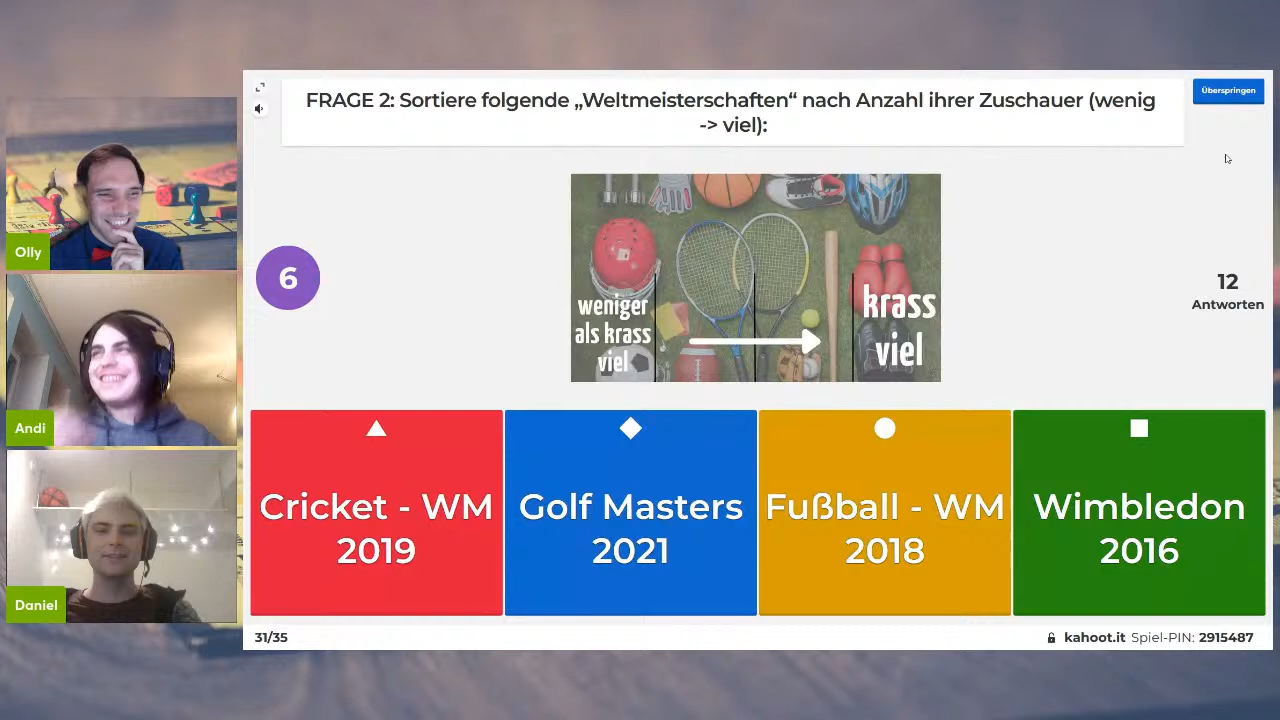 FRAGE 2: Sortiere folgende „Weltmeisterschaften“ nach Anzahl ihrer Zuschauer (wenig
-> viel):
Überspringen
Olly
6
weniger
als krass
viel
krass
viel
12
Antworten
Andi
Cricket - WM
2019
Golf Masters
2021
Fußball - WM
2018
Wimbledon
2016
Daniel
31/35
kahoot.it Spiel-PIN: 2915487